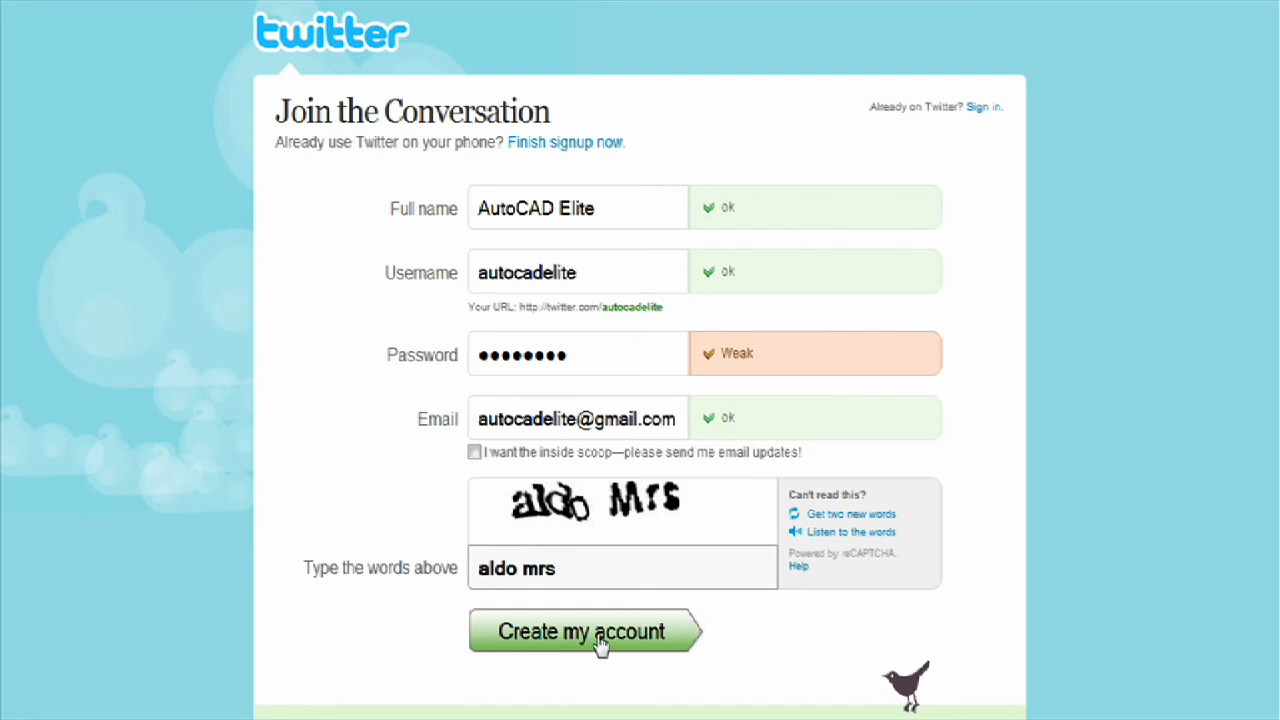 twitter
Join the Conversation
Already on Twitter? Sign in.
Already use Twitter on your phone? Finish signup now.
Full name AutoCAD Elite ok
Username autocadelite ok
Your URL: http://twitter.com/autocadelite
Password •••••••• Weak
Email autocadelite@gmail.com ok
I want the inside scoop—please send me email updates!
aldo Mrs
Can't read this?
Get two new words
Listen to the words
Powered by reCAPTCHA.
Help
Type the words above aldo mrs
Create my account